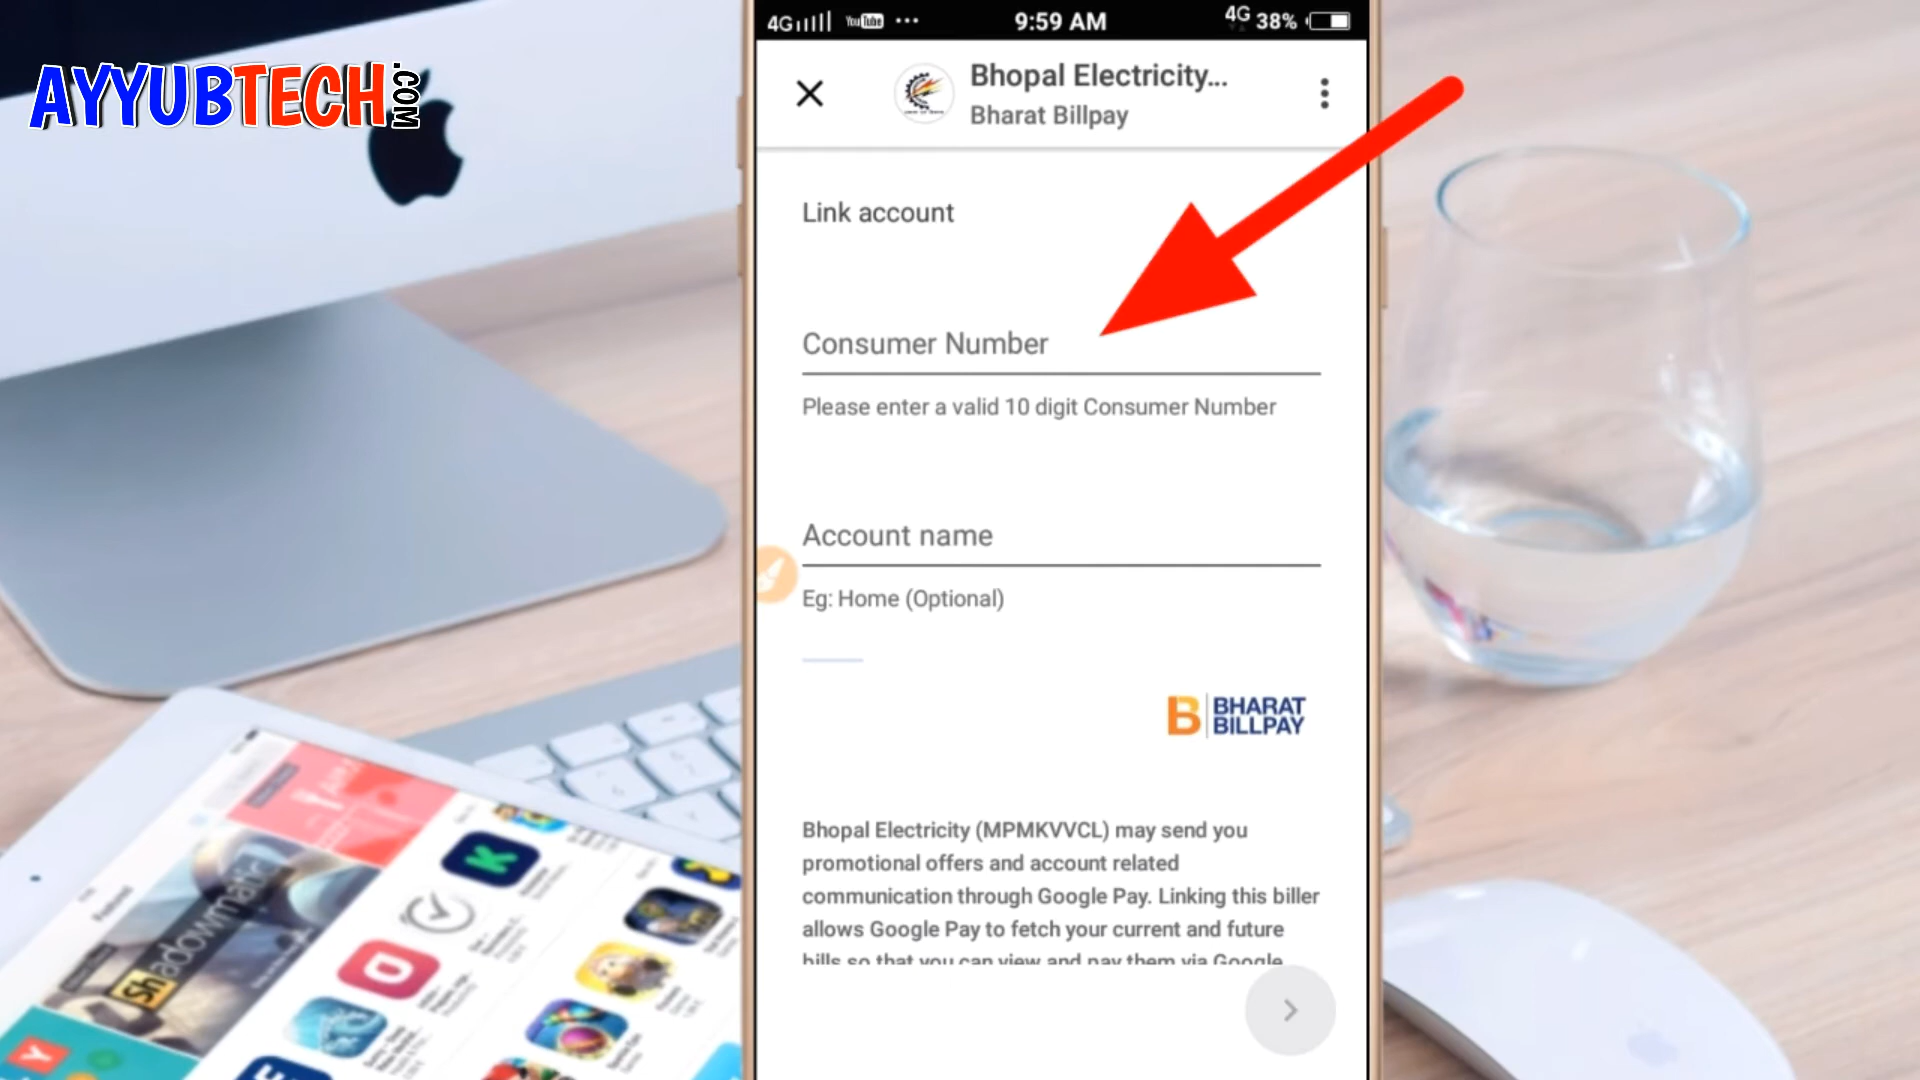 AYYUBTECH.COM
4G YouTube ••• 9:59 AM 4G 38%
Bhopal Electricity...
Bharat Billpay
Link account
Consumer Number
Please enter a valid 10 digit Consumer Number
Account name
Eg: Home (Optional)
B BHARAT
BILLPAY
Bhopal Electricity (MPMKVVCL) may send you
promotional offers and account related
communication through Google Pay. Linking this biller
allows Google Pay to fetch your current and future
bills so that you can view and pay them via Google
Featured
Shadowmatic